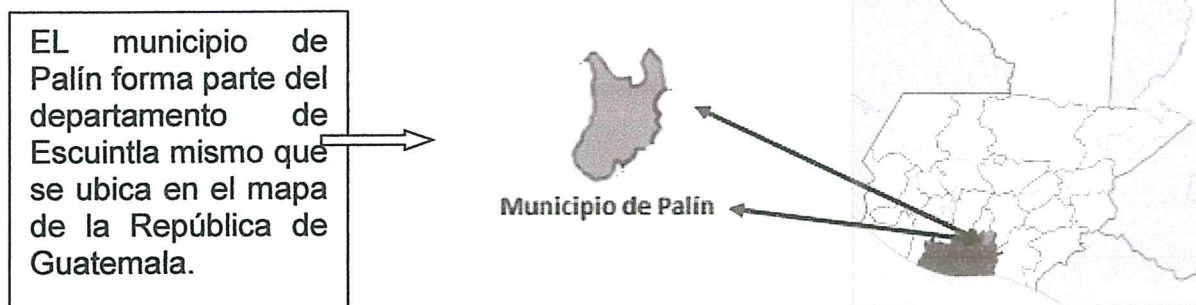 EL municipio de
Palín forma parte del
departamento de
Escuintla mismo que
se ubica en el mapa
de la República de
Guatemala.
Municipio de Palín